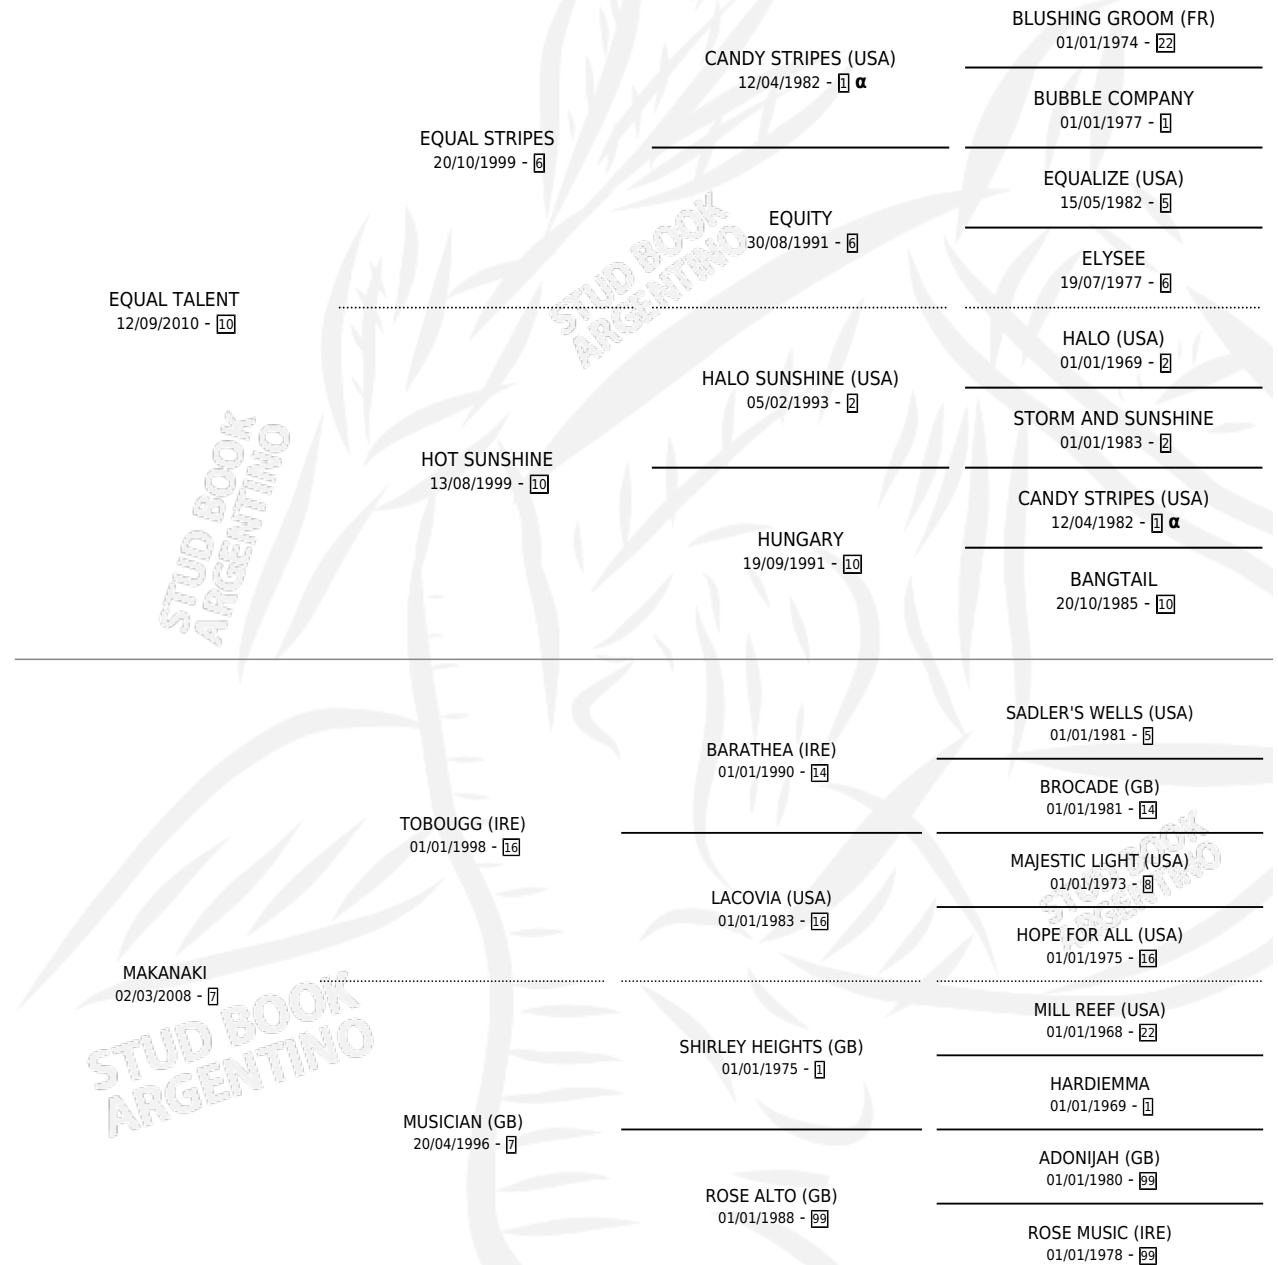 BLUSHING GROOM (FR)
01/01/1974 - 22
CANDY STRIPES (USA)
12/04/1982 - 1 α
BUBBLE COMPANY
01/01/1977 - 1
EQUAL STRIPES
20/10/1999 - 6
EQUALIZE (USA)
15/05/1982 - 5
EQUITY
30/08/1991 - 6
ELYSEE
19/07/1977 - 6
EQUAL TALENT
12/09/2010 - 10
HALO (USA)
01/01/1969 - 2
HALO SUNSHINE (USA)
05/02/1993 - 2
STORM AND SUNSHINE
01/01/1983 - 2
HOT SUNSHINE
13/08/1999 - 10
CANDY STRIPES (USA)
12/04/1982 - 1 α
HUNGARY
19/09/1991 - 10
BANGTAIL
20/10/1985 - 10
SADLER'S WELLS (USA)
01/01/1981 - 5
BARATHEA (IRE)
01/01/1990 - 14
BROCADE (GB)
01/01/1981 - 14
TOBOUGG (IRE)
01/01/1998 - 16
MAJESTIC LIGHT (USA)
01/01/1973 - 8
LACOVIA (USA)
01/01/1983 - 16
HOPE FOR ALL (USA)
01/01/1975 - 16
MAKANAKI
02/03/2008 - 7
MILL REEF (USA)
01/01/1968 - 22
SHIRLEY HEIGHTS (GB)
01/01/1975 - 1
HARDIEMMA
01/01/1969 - 1
MUSICIAN (GB)
20/04/1996 - 7
ADONIJAH (GB)
01/01/1980 - 99
ROSE ALTO (GB)
01/01/1988 - 99
ROSE MUSIC (IRE)
01/01/1978 - 99
STUD BOOK
ARGENTINO
STUD BOOK
ARGENTINO
STUD BOOK
ARGENTINO
STUD BOOK
ARGENTINO